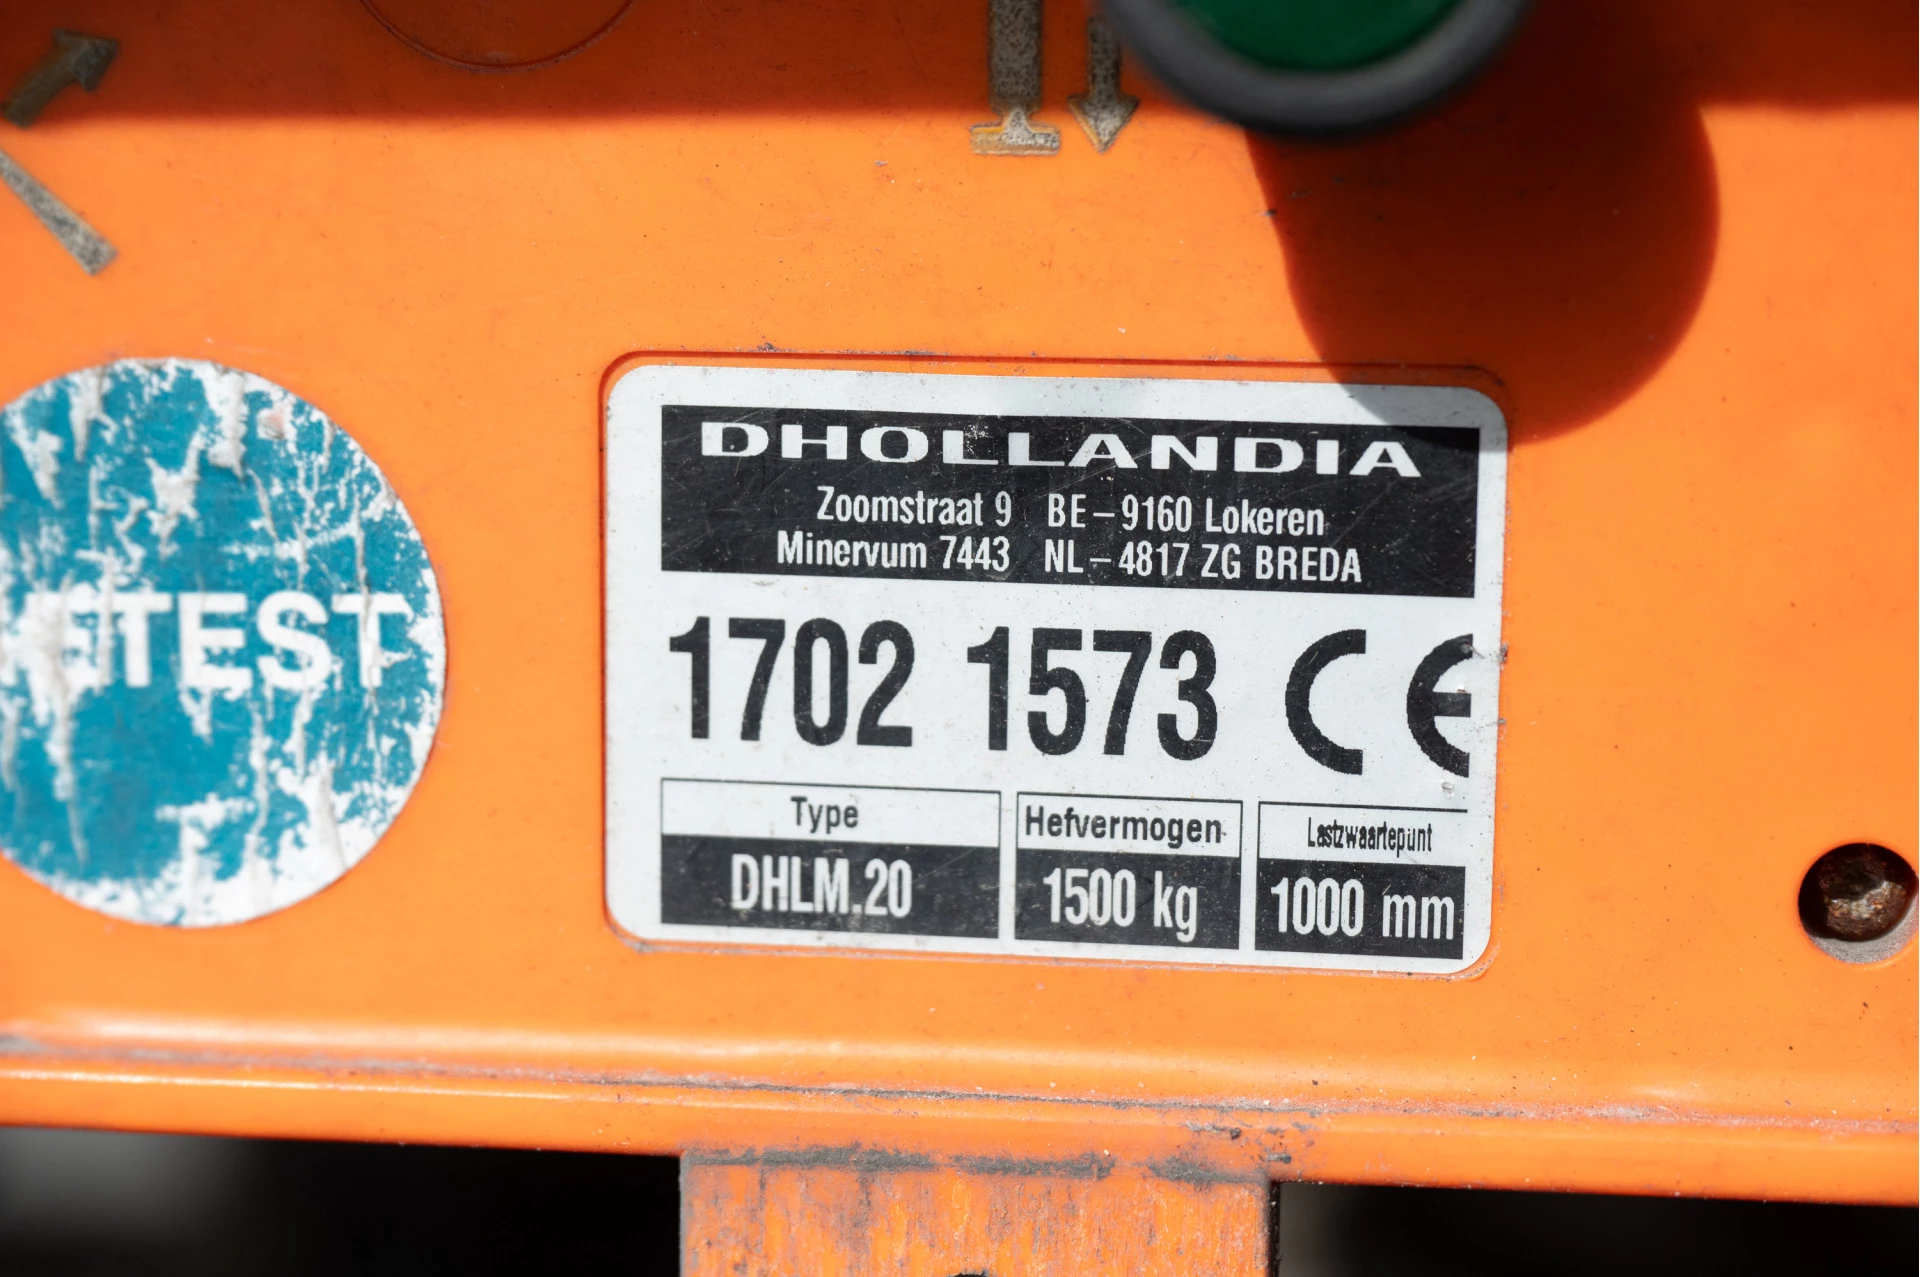 DHOLLANDIA
Zoomstraat 9 BE-9160 Lokeren
Minervum 7443 NL-4817 ZG BREDA
1702 1573 CE
Type Hefvermogen Lastzwaartepunt
DHLM.20 1500 kg 1000 mm